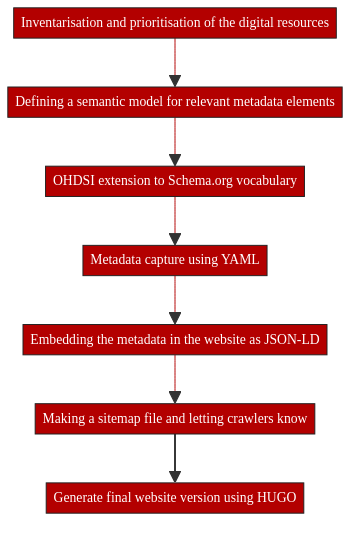 Inventarisation and prioritisation of the digital resources
Defining a semantic model for relevant metadata elements
OHDSI extension to Schema.org vocabulary
Metadata capture using YAML
Embedding the metadata in the website as JSON-LD
Making a sitemap file and letting crawlers know
Generate final website version using HUGO